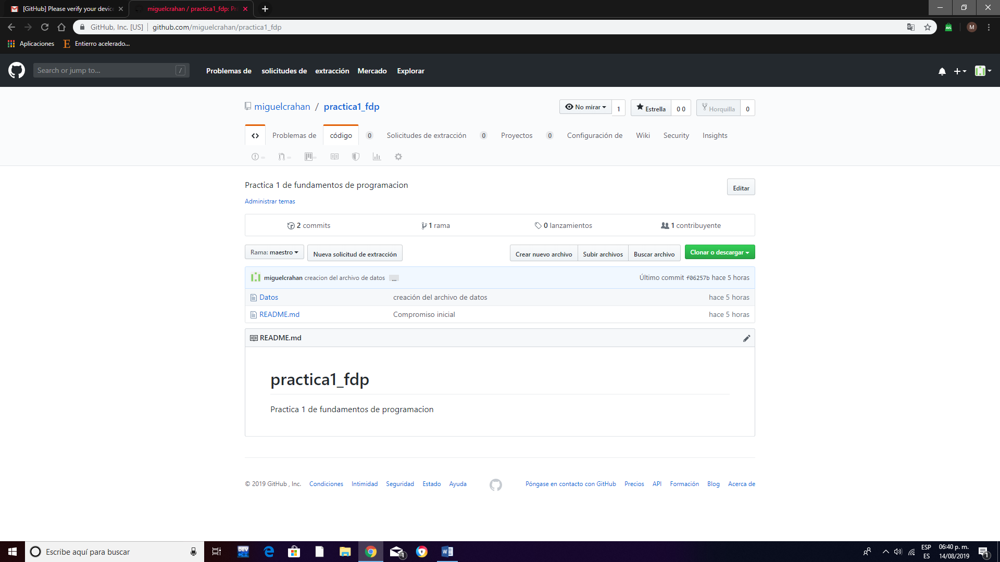 [GitHub] Please verify your device
miguelcrahan / practica1_fdp: Pr
GitHub, Inc. [US] | github.com/miguelcrahan/practica1_fdp
M
Aplicaciones Entierro acelerado...
Search or jump to... / Problemas de solicitudes de extracción Mercado Explorar
miguelcrahan / practica1_fdp No mirar 1 Estrella 0 0 Horquilla 0
<> Problemas de código 0 Solicitudes de extracción 0 Proyectos 0 Configuración de Wiki Security Insights
Practica 1 de fundamentos de programacion Editar
Administrar temas
2 commits 1 rama 0 lanzamientos 1 contribuyente
Rama: maestro Nueva solicitud de extracción Crear nuevo archivo Subir archivos Buscar archivo Clonar o descargar
miguelcrahan creacion del archivo de datos ... Último commit f06257b hace 5 horas
Datos creación del archivo de datos hace 5 horas
README.md Compromiso inicial hace 5 horas
README.md
practica1_fdp
Practica 1 de fundamentos de programacion
© 2019 GitHub , Inc. Condiciones Intimidad Seguridad Estado Ayuda Póngase en contacto con GitHub Precios API Formación Blog Acerca de
Escribe aquí para buscar DEV 1 ESP 06:40 p. m.
ES 14/08/2019 1